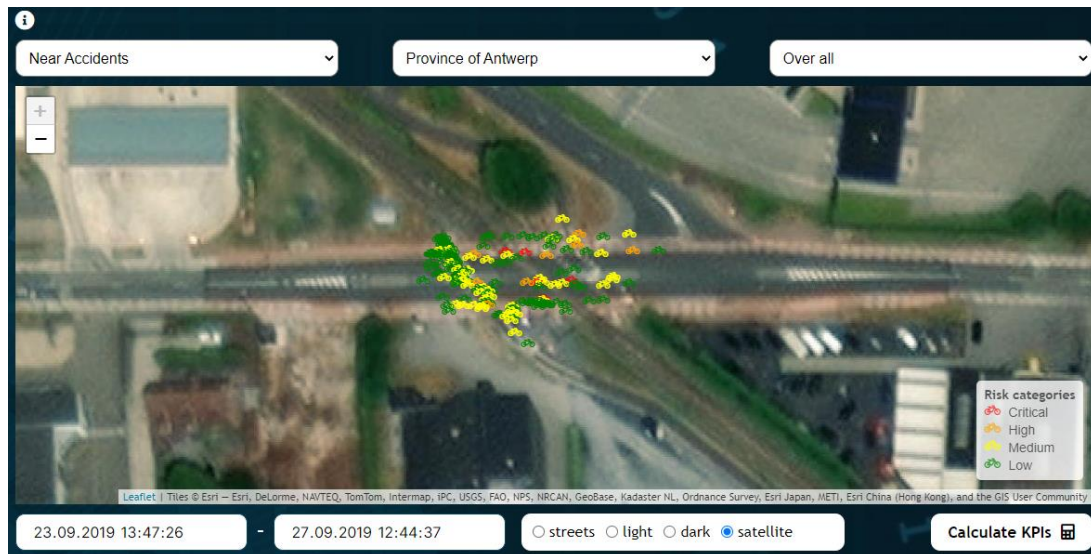 i
Near Accidents
Province of Antwerp
Over all
+
−
Risk categories
Critical
High
Medium
Low
Leaflet | Tiles © Esri — Esri, DeLorme, NAVTEQ, TomTom, Intermap, iPC, USGS, FAO, NPS, NRCAN, GeoBase, Kadaster NL, Ordnance Survey, Esri Japan, METI, Esri China (Hong Kong), and the GIS User Community
23.09.2019 13:47:26 - 27.09.2019 12:44:37 streets light dark satellite Calculate KPIs